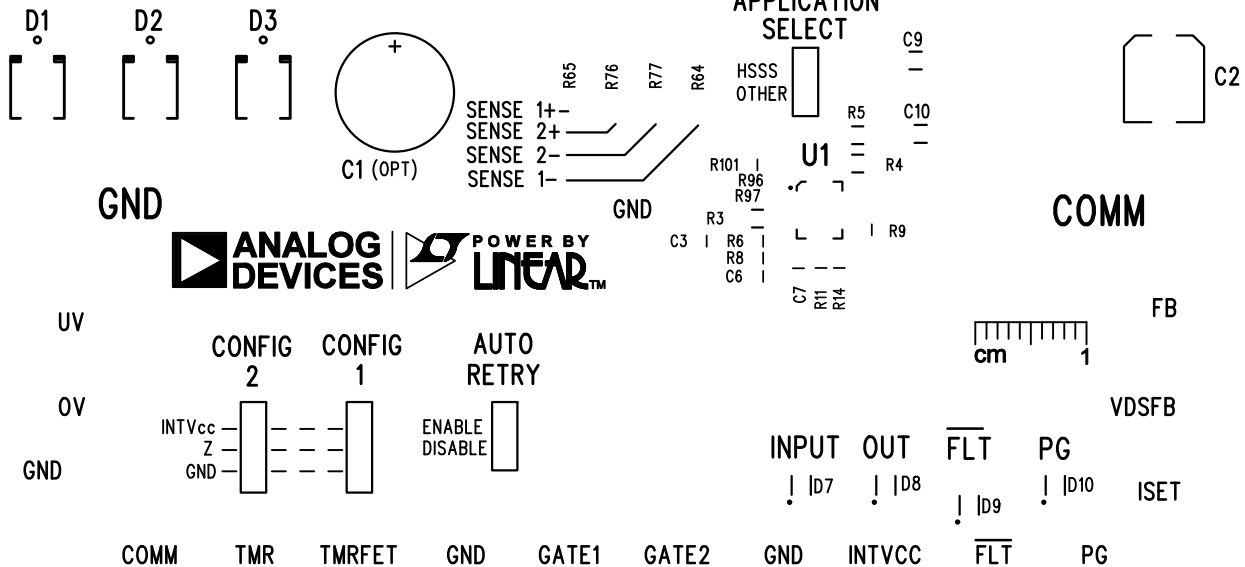 D1 D2 D3
APPLICATION
SELECT
HSSS
OTHER
C9
C2
R65 R76 R77 R64
SENSE 1+
SENSE 2+
SENSE 2-
SENSE 1-
C1 (OPT)
R5 C10
U1
R101
R96
R97
R4
GND
GND
COMM
R3
C3 R6
R8
C6
R9
C7 R11 R14
ANALOG
DEVICES
POWER BY
LINEAR™
UV
FB
cm 1
CONFIG
2
CONFIG
1
AUTO
RETRY
OV
VDSFB
INTVcc
Z
GND
ENABLE
DISABLE
GND
INPUT OUT FLT PG
D7 D8 D9 D10
ISET
COMM TMR TMRFET GND GATE1 GATE2 GND INTVCC FLT PG